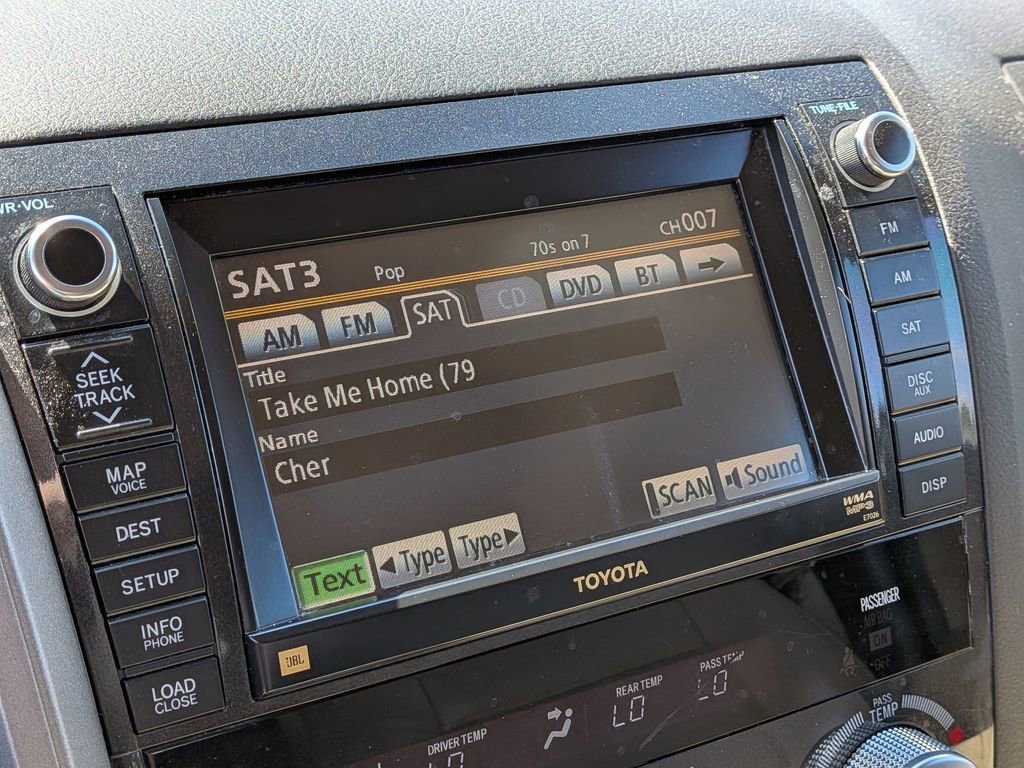 WR·VOL
TUNE·FILE
SEEK
TRACK
MAP
VOICE
DEST
SETUP
INFO
PHONE
LOAD
CLOSE
SAT3 Pop 70s on 7 CH007
AM FM SAT CD DVD BT
Title
Take Me Home (79
Name
Cher
SCAN Sound
Text Type Type
FM
AM
SAT
DISC
AUX
AUDIO
DISP
WMA
MP3
E7026
TOYOTA
JBL
PASSENGER
AIR BAG
ON
OFF
DRIVER TEMP
LO
REAR TEMP
LO
PASS TEMP
LO
PASS
TEMP